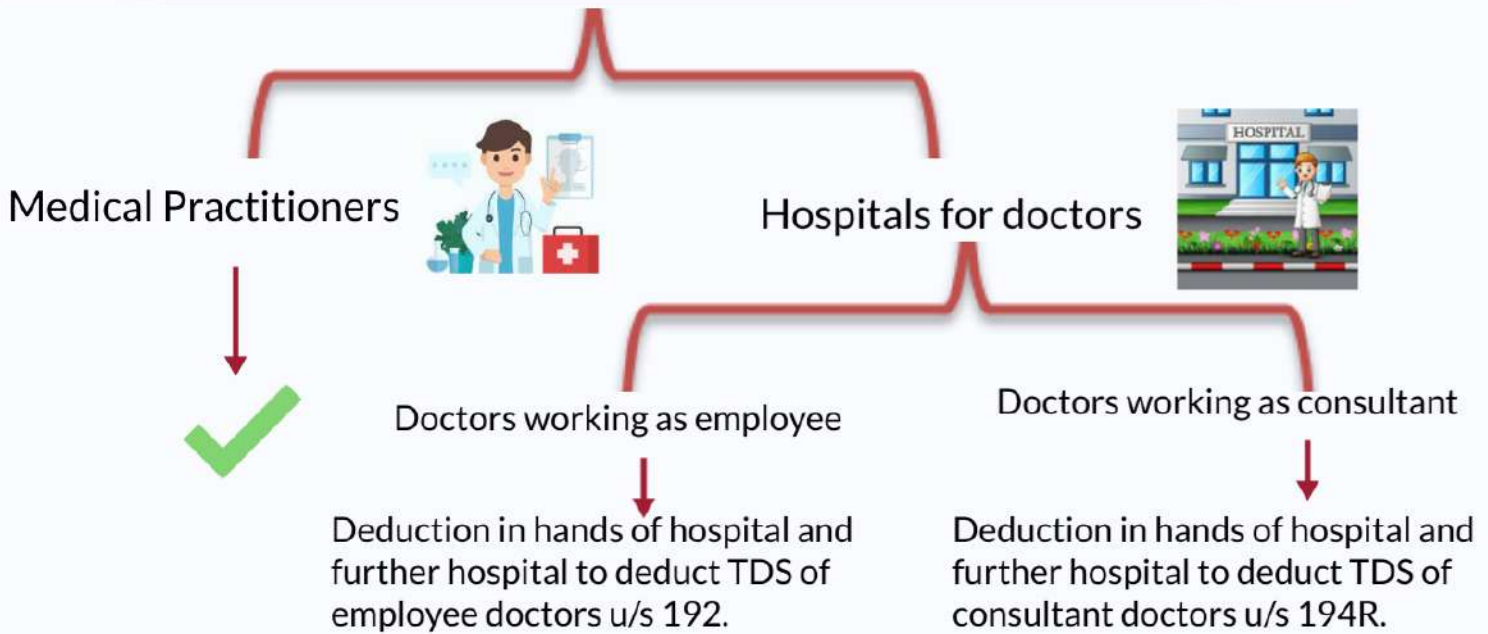 HOSPITAL
Medical Practitioners
Hospitals for doctors
Doctors working as employee
Doctors working as consultant
Deduction in hands of hospital and
further hospital to deduct TDS of
employee doctors u/s 192.
Deduction in hands of hospital and
further hospital to deduct TDS of
consultant doctors u/s 194R.